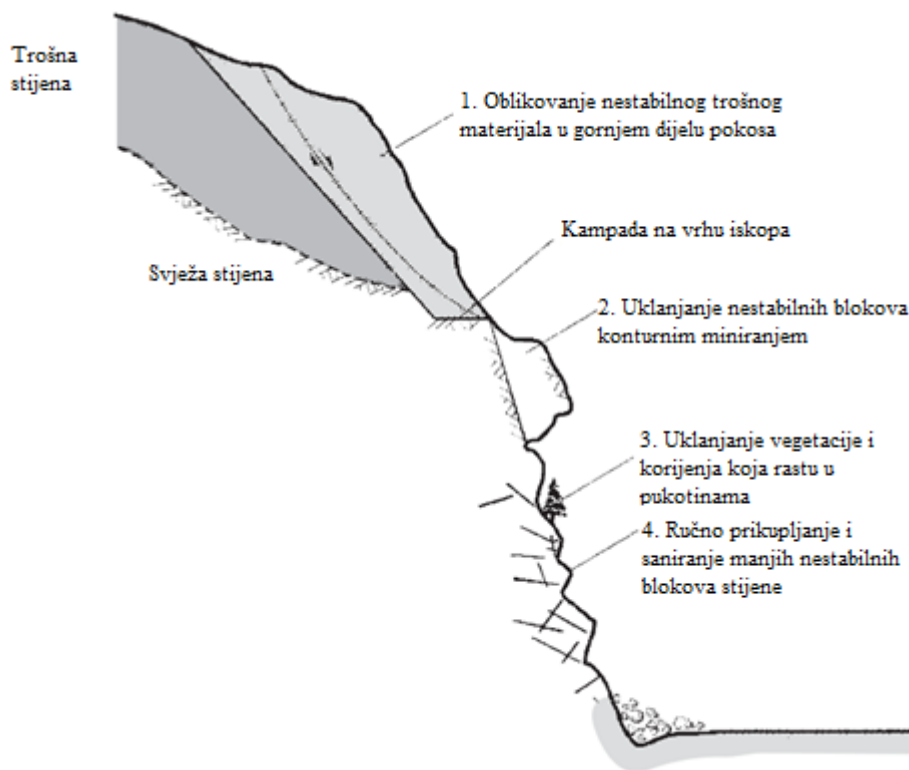 Trošna
stijena
1. Oblikovanje nestabilnog trošnog
materijala u gornjem dijelu pokosa
Kampada na vrhu iskopa
Svježa stijena
2. Uklanjanje nestabilnih blokova
konturnim miniranjem
3. Uklanjanje vegetacije i
korijenja koja rastu u
pukotinama
4. Ručno prikupljanje i
saniranje manjih nestabilnih
blokova stijene